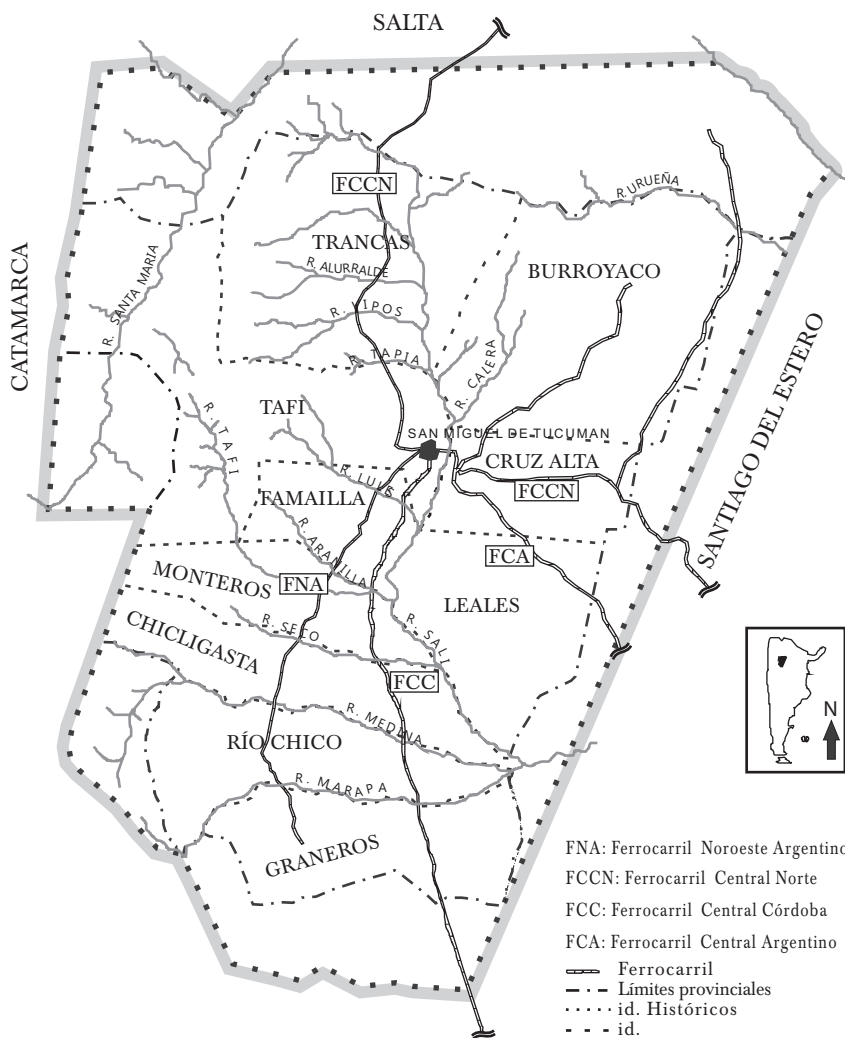 SALTA
FCCN
R. URUEÑA
TRANCAS
BURROYACO
R. ALURRALDE
R. SANTA MARIA
R. VIPOS
CATAMARCA
R. TAPIA
R. CALERA
SANTIAGO DEL ESTERO
TAFI
R. TAFI
SAN MIGUEL DE TUCUMAN
CRUZ ALTA
R. LULES
FCCN
FAMAILLA
R. ARANILLA
FCA
MONTEROS
FNA
LEALES
CHICLIGASTA
R. SECO
R. SALI
FCC
N
R. MEDINA
RÍO CHICO
R. MARAPA
GRANEROS
FNA: Ferrocarril Noroeste Argentino
FCCN: Ferrocarril Central Norte
FCC: Ferrocarril Central Córdoba
FCA: Ferrocarril Central Argentino
Ferrocarril
Límites provinciales
id. Históricos
id.